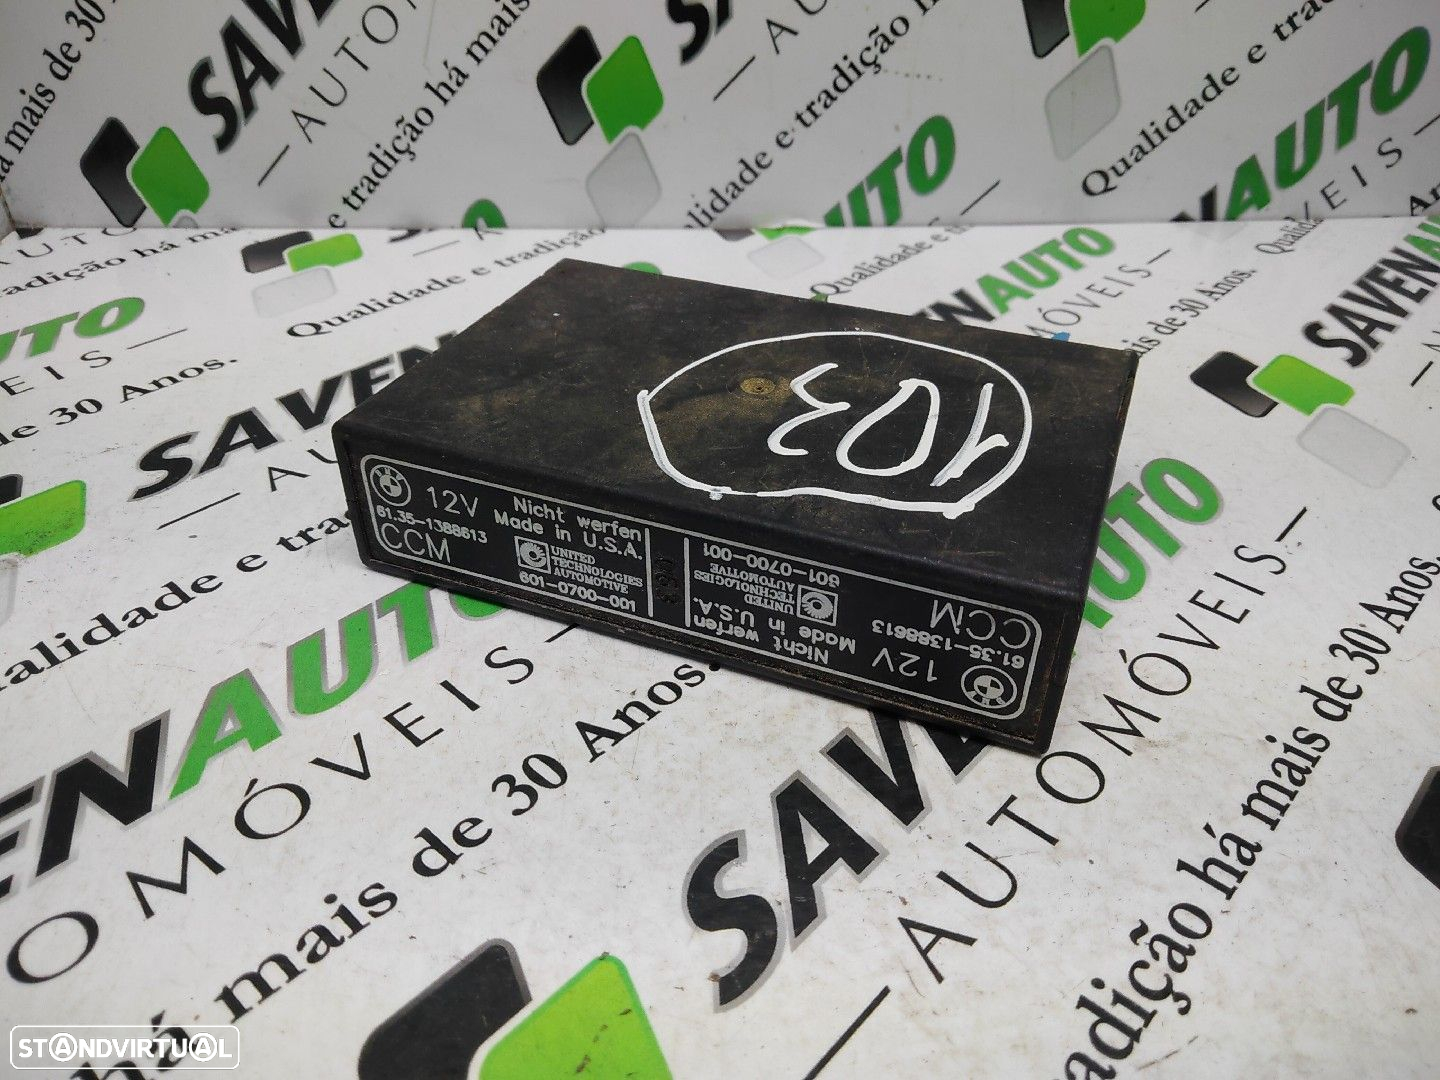 103
12V
61.35-1388613
CCM
Nicht werfen
Made in U.S.A.
UNITED
TECHNOLOGIES
AUTOMOTIVE
601-0700-001
601-0700-001
UNITED
TECHNOLOGIES
AUTOMOTIVE
Nicht werfen
Made in U.S.A.
12V
61.35-1388613
CCM
SAVENAUTO
— AUTOMÓVEIS —
Qualidade e tradição há mais de 30 Anos.
STANDVIRTUAL